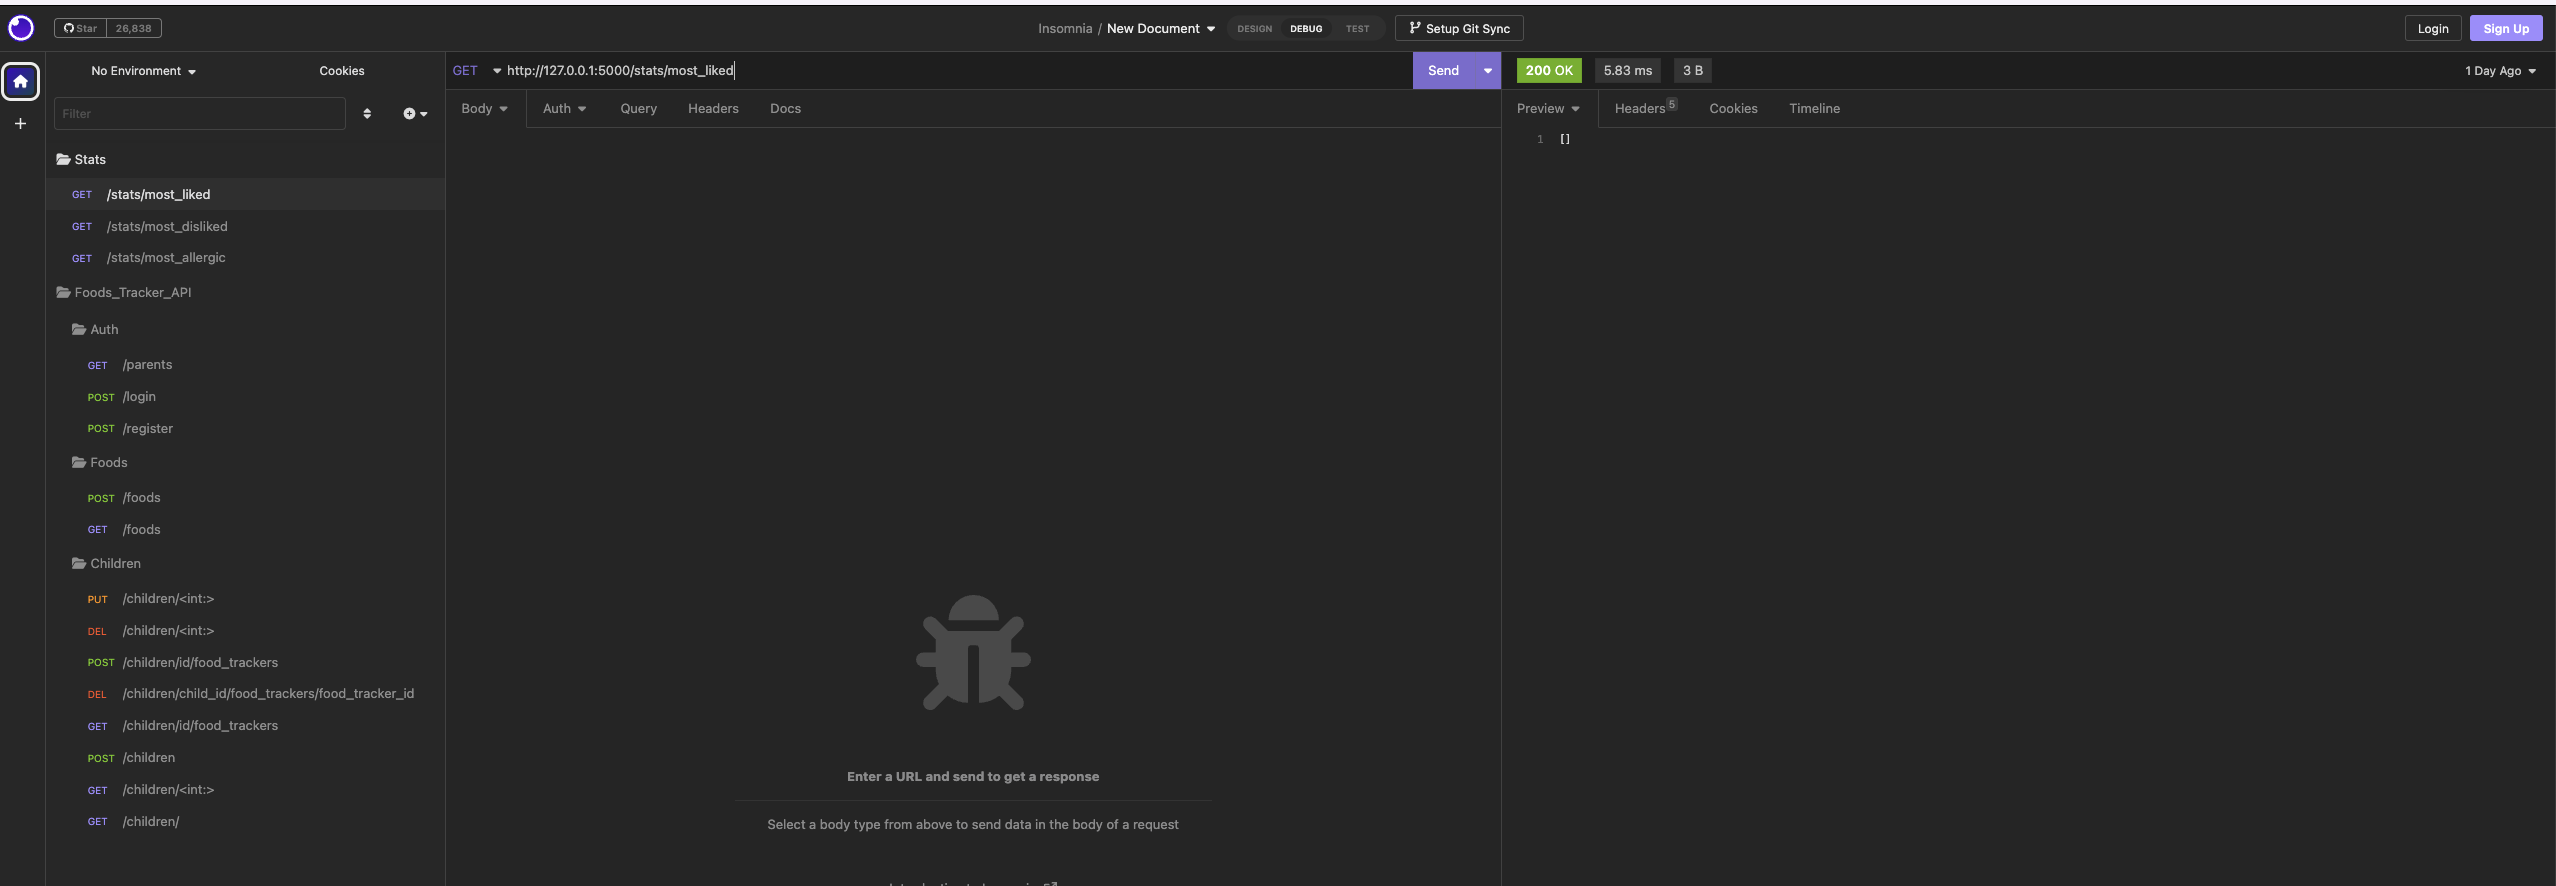 Star 26,838
Insomnia / New Document
DESIGN DEBUG TEST
Setup Git Sync
Login Sign Up
No Environment Cookies
Filter
Stats
GET /stats/most_liked
GET /stats/most_disliked
GET /stats/most_allergic
Foods_Tracker_API
Auth
GET /parents
POST /login
POST /register
Foods
POST /foods
GET /foods
Children
PUT /children/<int:>
DEL /children/<int:>
POST /children/id/food_trackers
DEL /children/child_id/food_trackers/food_tracker_id
GET /children/id/food_trackers
POST /children
GET /children/<int:>
GET /children/
GET http://127.0.0.1:5000/stats/most_liked Send
Body Auth Query Headers Docs
Enter a URL and send to get a response
Select a body type from above to send data in the body of a request
200 OK 5.83 ms 3 B 1 Day Ago
Preview Headers 5 Cookies Timeline
1 []